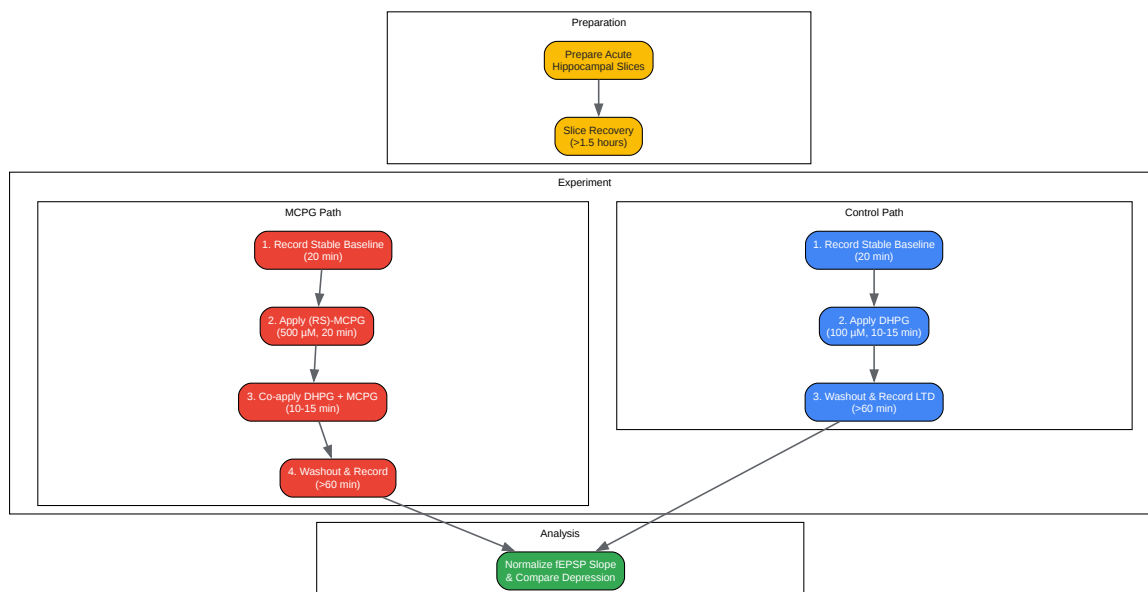 Preparation
Prepare Acute
Hippocampal Slices
Slice Recovery
(>1.5 hours)
Experiment
MCPG Path
1. Record Stable Baseline
(20 min)
2. Apply (RS)-MCPG
(500 µM, 20 min)
3. Co-apply DHPG + MCPG
(10-15 min)
4. Washout & Record
(>60 min)
Control Path
1. Record Stable Baseline
(20 min)
2. Apply DHPG
(100 µM, 10-15 min)
3. Washout & Record LTD
(>60 min)
Analysis
Normalize fEPSP Slope
& Compare Depression